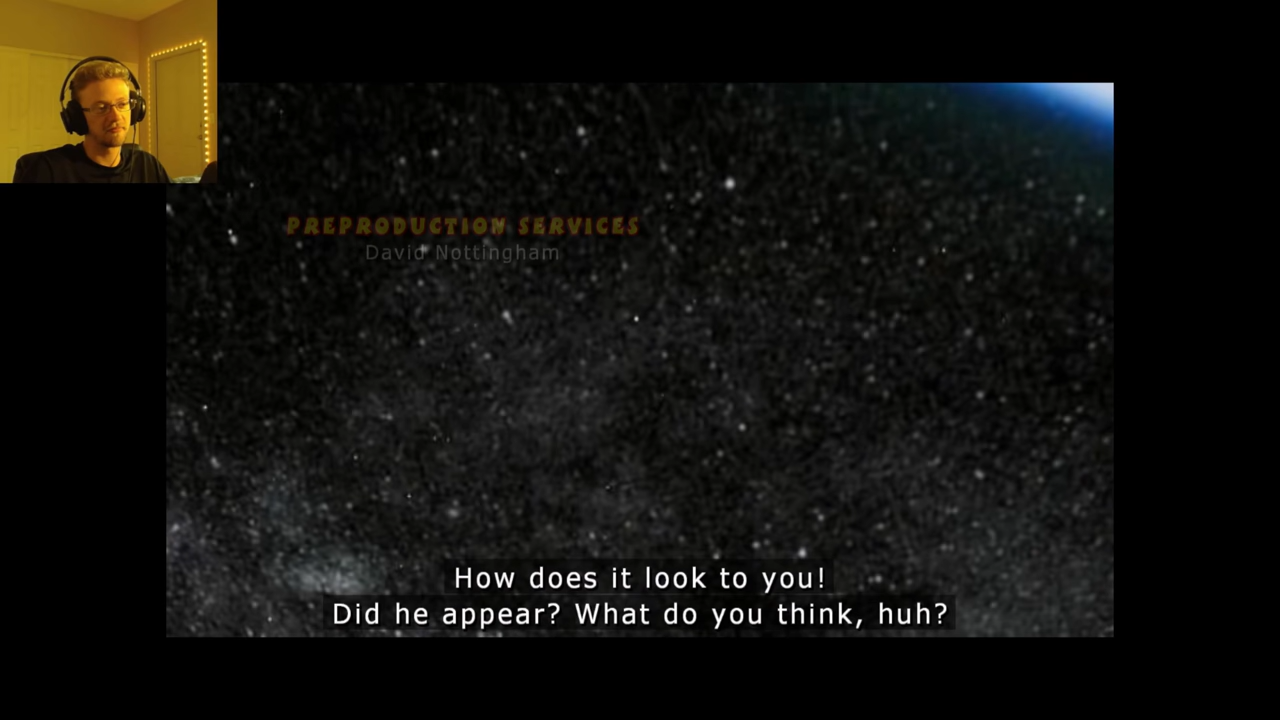 PREPRODUCTION SERVICES
David Nottingham
How does it look to you!
Did he appear? What do you think, huh?